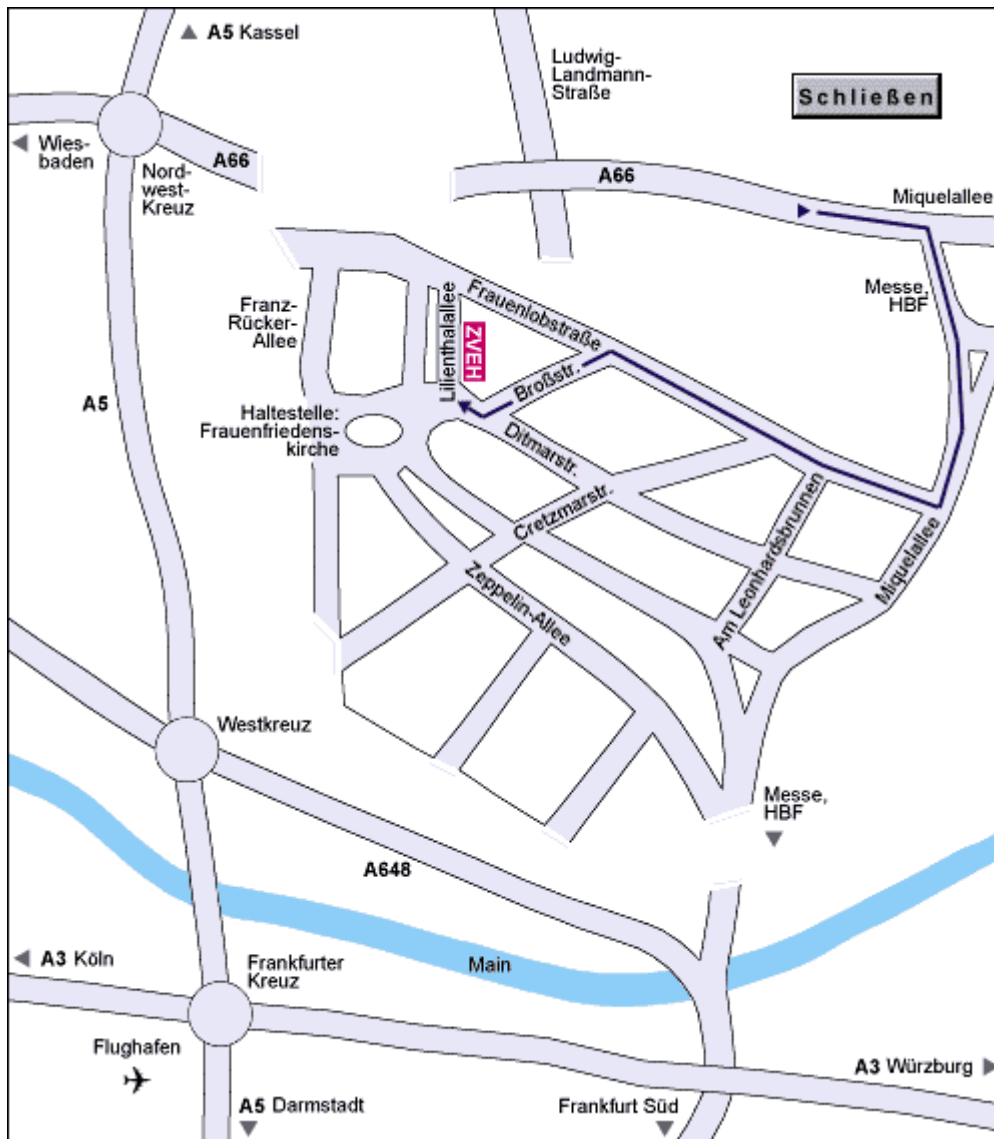 A5 Kassel
Ludwig-
Landmann-
Straße
Schließen
Wies-
baden
A66
Nord-
west-
Kreuz
A66
Miquelallee
Messe,
HBF
Franz-
Rücker-
Allee
Lilienthalallee
ZVEH
Frauenlobstraße
Broßstr.
A5
Haltestelle:
Frauenfriedens-
kirche
Ditmarstr.
Cretzmarstr.
Am Leonhardsbrunnen
Miquelallee
Zeppelin-Allee
Westkreuz
Messe,
HBF
A648
A3 Köln
Frankfurter
Kreuz
Main
Flughafen
A3 Würzburg
A5 Darmstadt
Frankfurt Süd